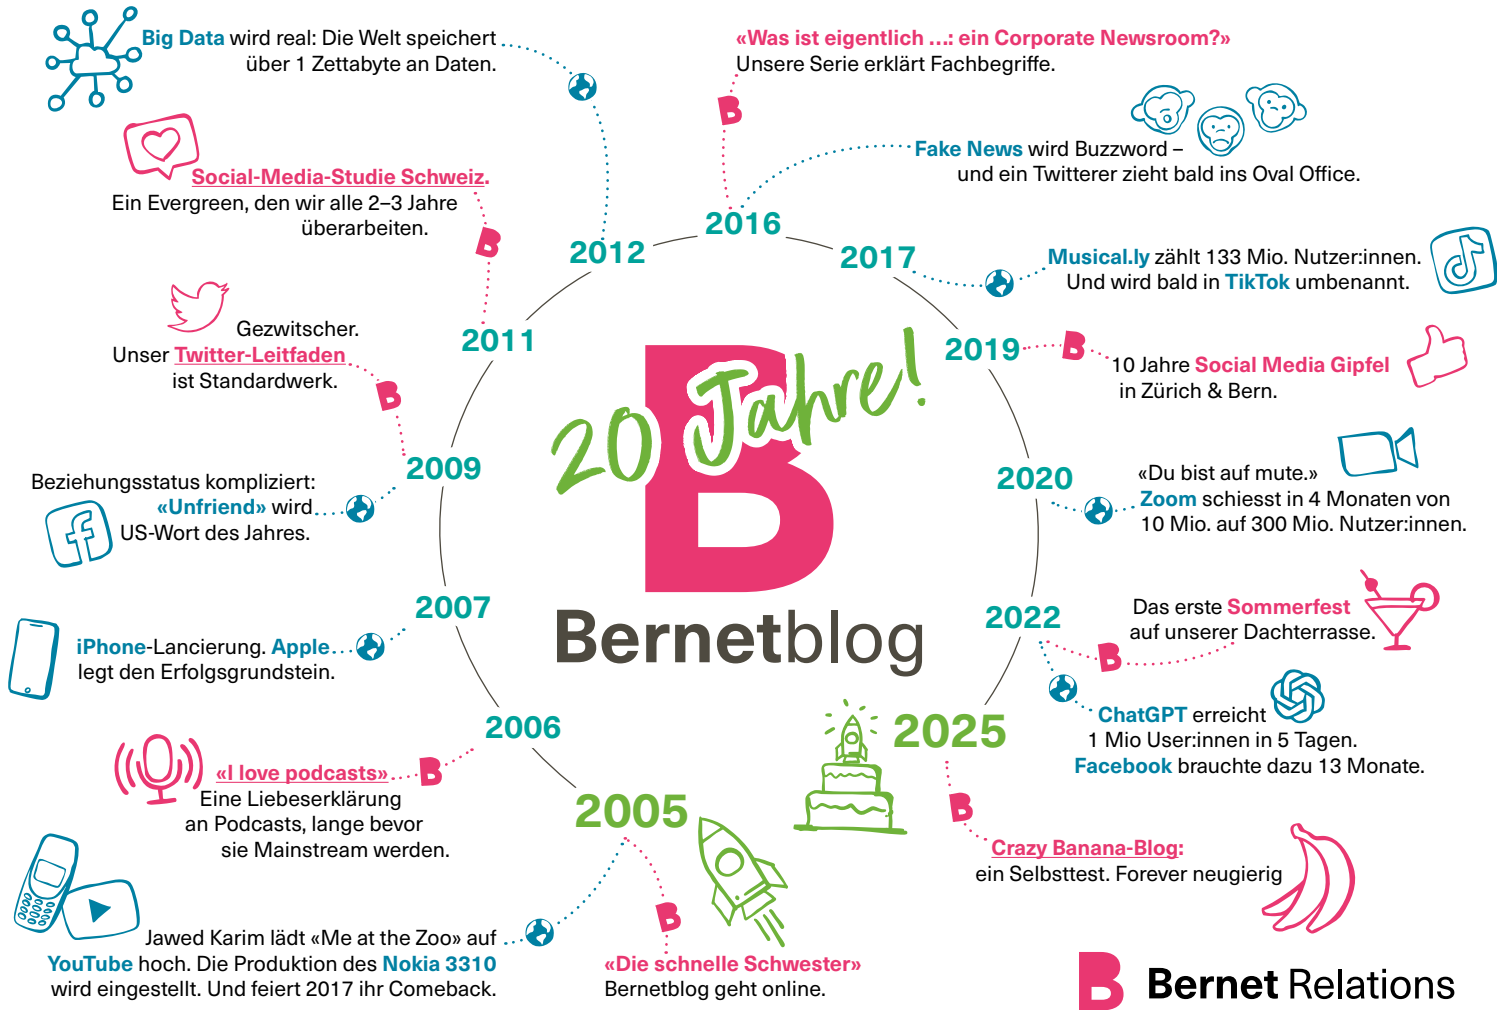 Big Data wird real: Die Welt speichert
über 1 Zettabyte an Daten.
«Was ist eigentlich ...: ein Corporate Newsroom?»
Unsere Serie erklärt Fachbegriffe.
Fake News wird Buzzword –
und ein Twitterer zieht bald ins Oval Office.
Social-Media-Studie Schweiz.
Ein Evergreen, den wir alle 2–3 Jahre
überarbeiten.
2012
2016
2017
Musical.ly zählt 133 Mio. Nutzer:innen.
Und wird bald in TikTok umbenannt.
Gezwitscher.
Unser Twitter-Leitfaden
ist Standardwerk.
2011
2019
10 Jahre Social Media Gipfel
in Zürich & Bern.
20 Jahre!
B
Bernetblog
Beziehungsstatus kompliziert:
«Unfriend» wird
US-Wort des Jahres.
2009
2020
«Du bist auf mute.»
Zoom schiesst in 4 Monaten von
10 Mio. auf 300 Mio. Nutzer:innen.
iPhone-Lancierung. Apple
legt den Erfolgsgrundstein.
2007
2022
Das erste Sommerfest
auf unserer Dachterrasse.
ChatGPT erreicht
1 Mio User:innen in 5 Tagen.
Facebook brauchte dazu 13 Monate.
2006
«I love podcasts»
Eine Liebeserklärung
an Podcasts, lange bevor
sie Mainstream werden.
2005
2025
Crazy Banana-Blog:
ein Selbsttest. Forever neugierig
Jawed Karim lädt «Me at the Zoo» auf
YouTube hoch. Die Produktion des Nokia 3310
wird eingestellt. Und feiert 2017 ihr Comeback.
«Die schnelle Schwester»
Bernetblog geht online.
B Bernet Relations